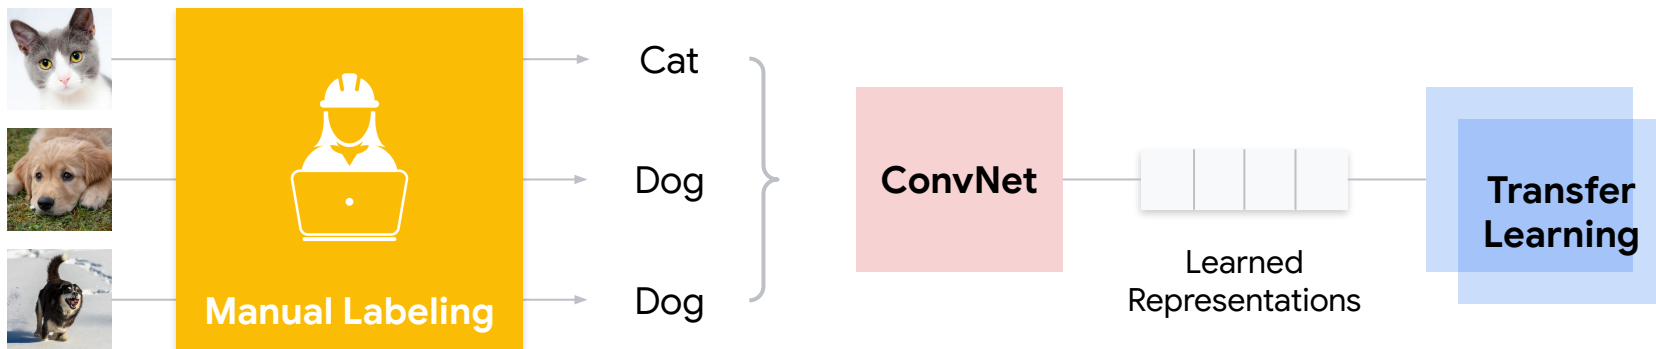 Manual Labeling
Cat
Dog
Dog
ConvNet
Learned
Representations
Transfer
Learning